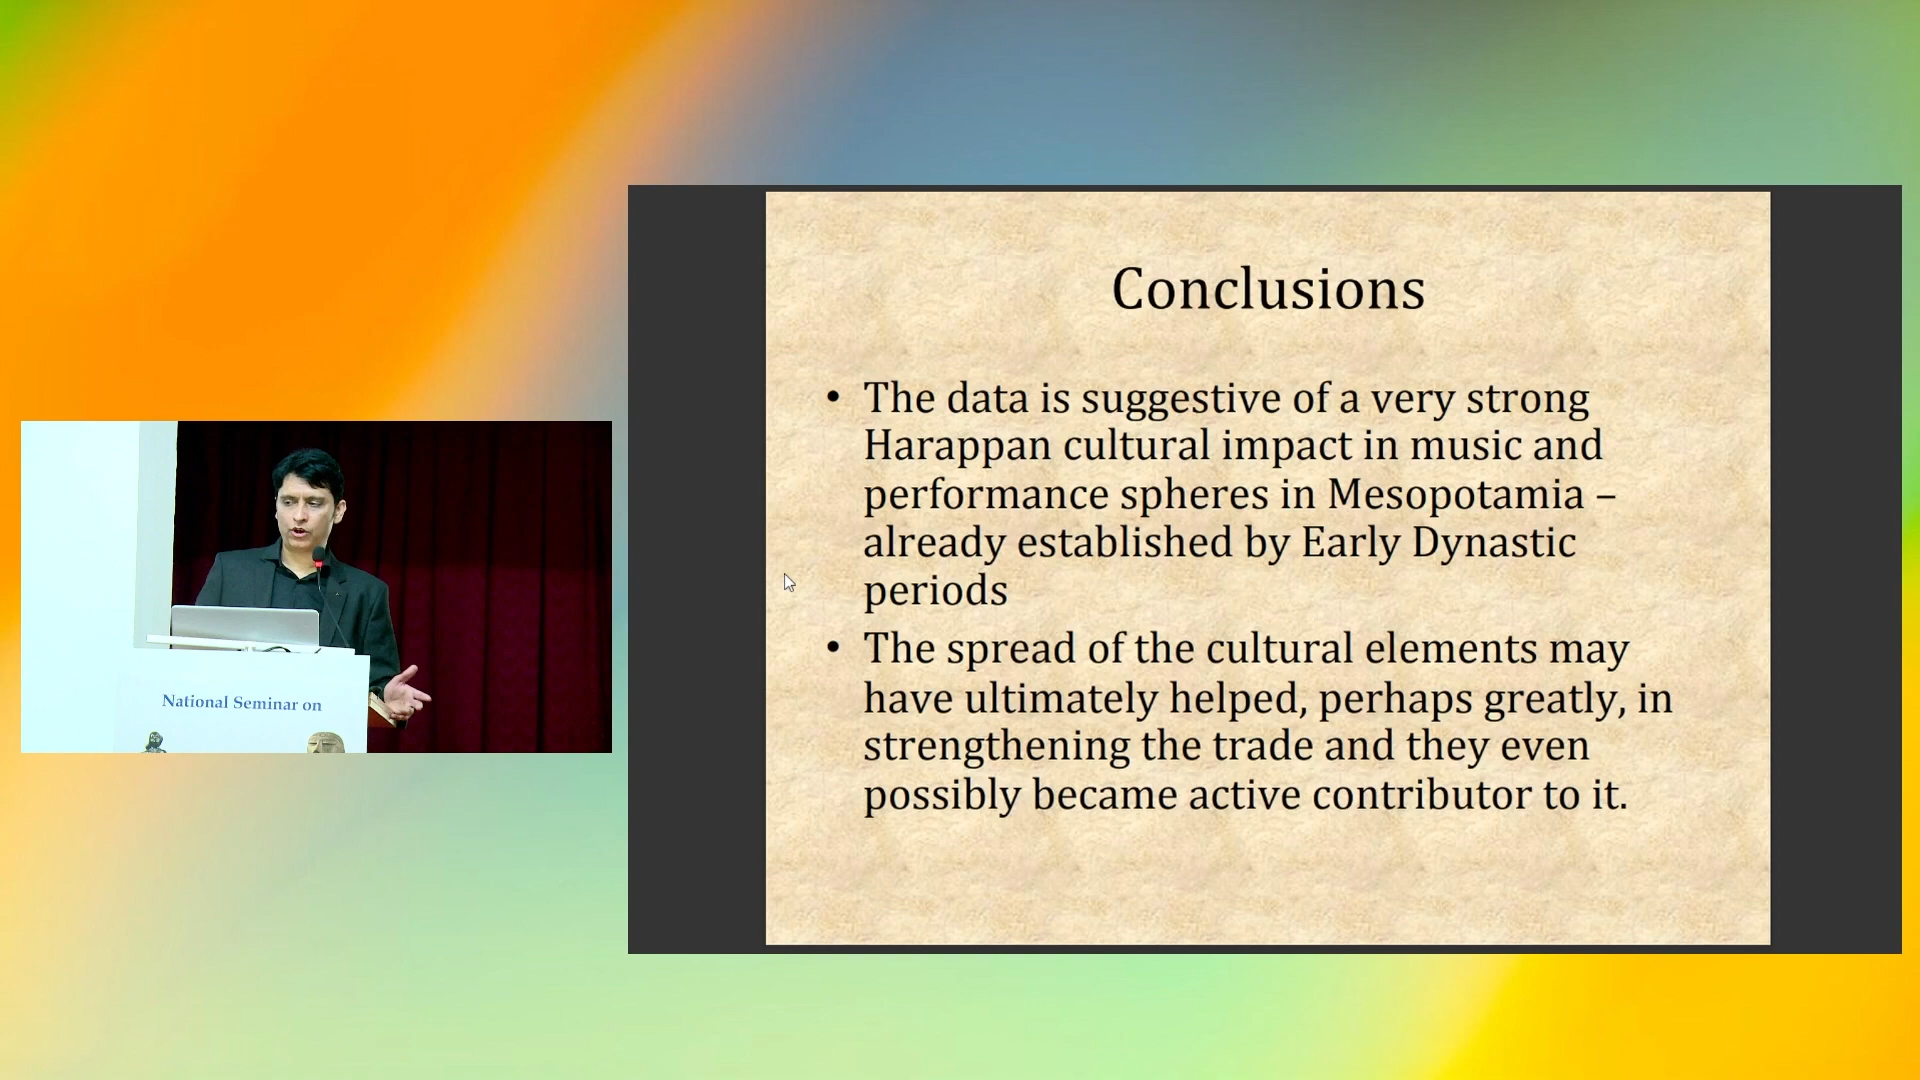 Conclusions
• The data is suggestive of a very strong
Harappan cultural impact in music and
performance spheres in Mesopotamia –
already established by Early Dynastic
periods
• The spread of the cultural elements may
have ultimately helped, perhaps greatly, in
strengthening the trade and they even
possibly became active contributor to it.
National Seminar on